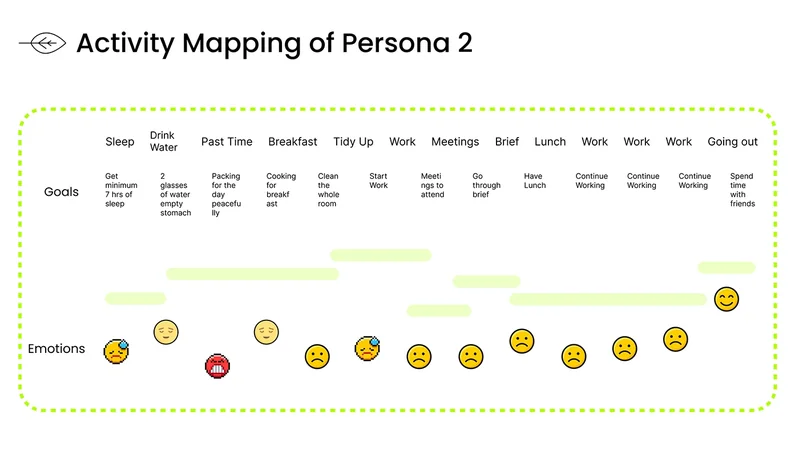 Activity Mapping of Persona 2
Sleep
Drink
Water
Past Time
Breakfast
Tidy Up
Work
Meetings
Brief
Lunch
Work
Work
Work
Going out
Goals
Get
minimum
7 hrs of
sleep
2
glasses
of water
empty
stomach
Packing
for the
day
peacefu
lly
Cooking
for
breakf
ast
Clean
the
whole
room
Start
Work
Meeti
ngs to
attend
Go
through
brief
Have
Lunch
Continue
Working
Continue
Working
Continue
Working
Spend
time
with
friends
Emotions